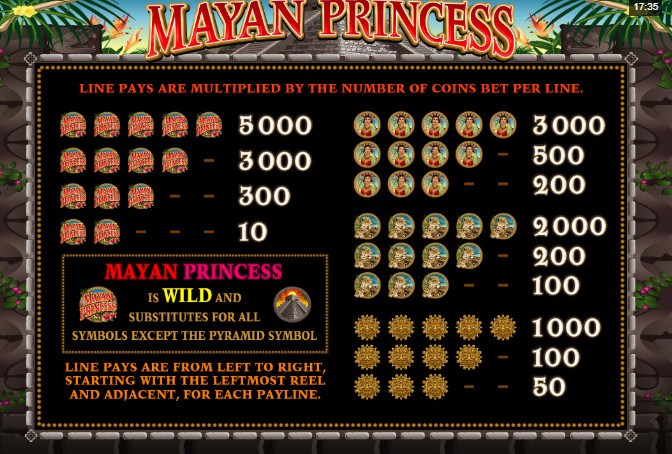 MAYAN PRINCESS
17:35
LINE PAYS ARE MULTIPLIED BY THE NUMBER OF COINS BET PER LINE.
5000
3000
300
10
MAYAN PRINCESS
IS WILD AND
SUBSTITUTES FOR ALL
SYMBOLS EXCEPT THE PYRAMID SYMBOL
MAYAN
PRINCESS
LINE PAYS ARE FROM LEFT TO RIGHT,
STARTING WITH THE LEFTMOST REEL
AND ADJACENT, FOR EACH PAYLINE.
3000
500
200
2000
200
100
1000
100
50